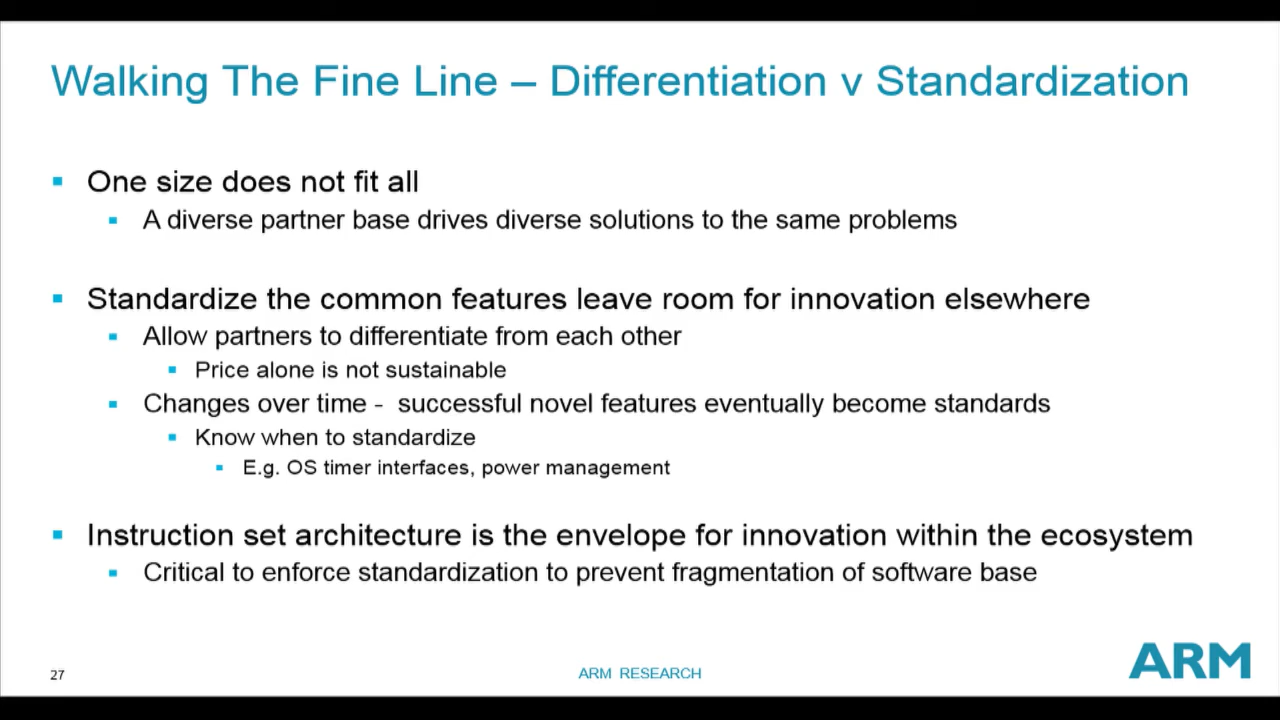 Walking The Fine Line – Differentiation v Standardization
One size does not fit all
A diverse partner base drives diverse solutions to the same problems
Standardize the common features leave room for innovation elsewhere
Allow partners to differentiate from each other
Price alone is not sustainable
Changes over time - successful novel features eventually become standards
Know when to standardize
E.g. OS timer interfaces, power management
Instruction set architecture is the envelope for innovation within the ecosystem
Critical to enforce standardization to prevent fragmentation of software base
27
ARM RESEARCH
ARM